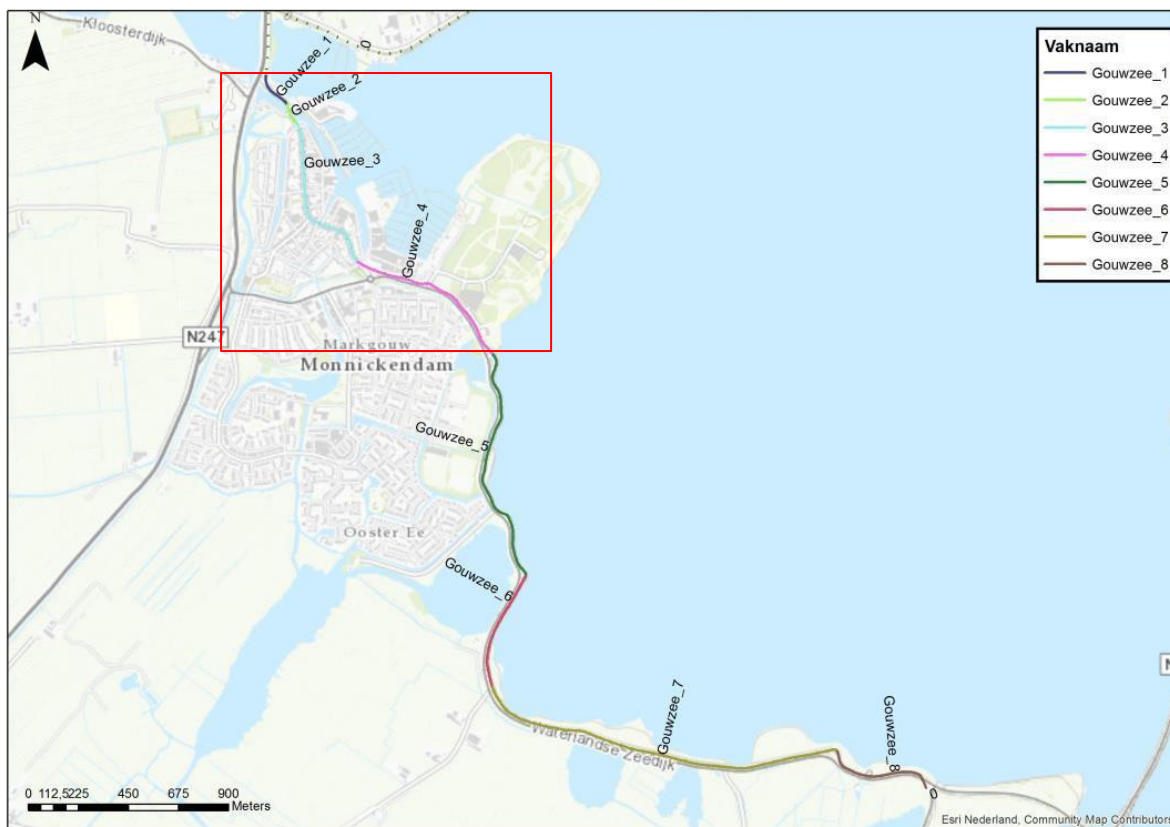 N
Kloosterdijk
0
Gouwzee_1
Gouwzee_2
Gouwzee_3
Gouwzee_4
N247
Markgouw
Monnickendam
Gouwzee_5
Ooster Ee
Gouwzee_6
Gouwzee_7
Waterlandse Zeedijk
Gouwzee_8
0
N
Vaknaam
Gouwzee_1
Gouwzee_2
Gouwzee_3
Gouwzee_4
Gouwzee_5
Gouwzee_6
Gouwzee_7
Gouwzee_8
0 112,5225 450 675 900
Meters
Esri Nederland, Community Map Contributors